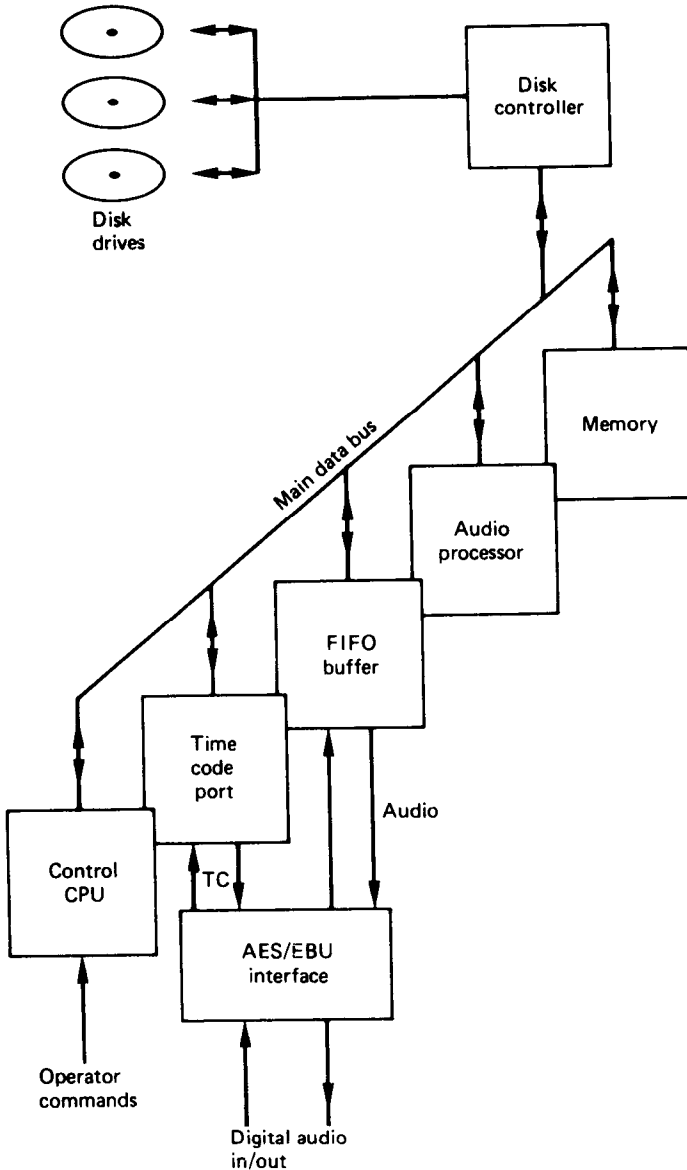 Disk
controller
Disk
drives
Main data bus
Memory
Audio
processor
FIFO
buffer
Time
code
port
Audio
Control
CPU
TC
AES/EBU
interface
Operator
commands
Digital audio
in/out